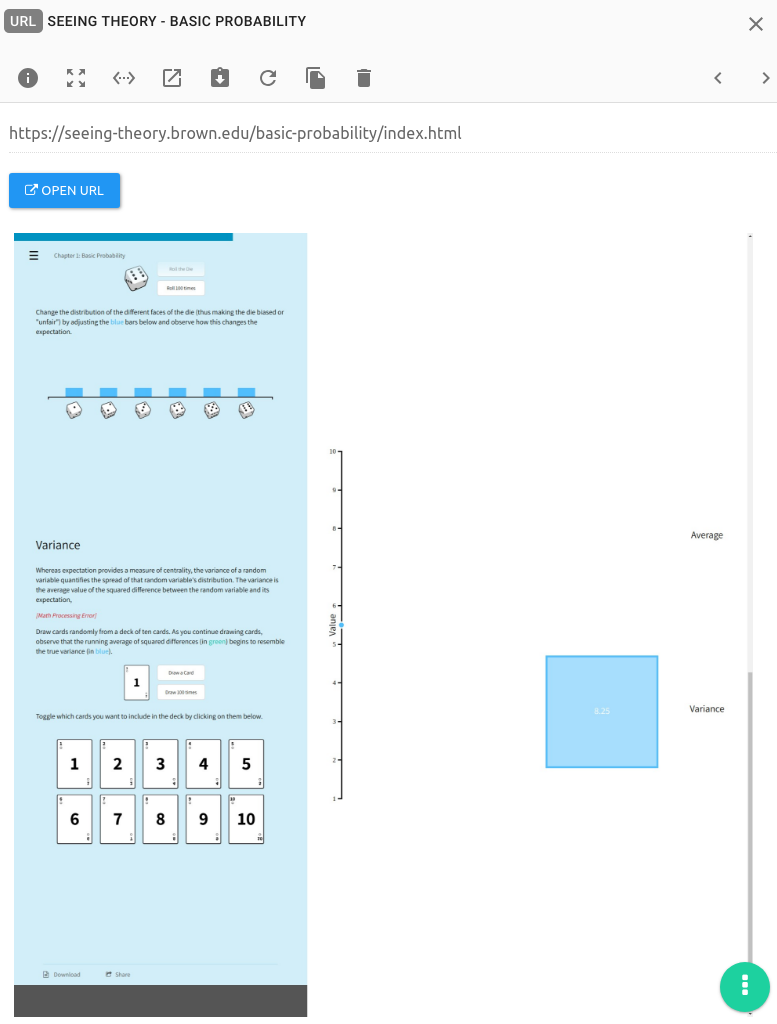 URL SEEING THEORY - BASIC PROBABILITY
https://seeing-theory.brown.edu/basic-probability/index.html
OPEN URL
Chapter 1: Basic Probability
Roll the Die
Roll 100 times
Change the distribution of the different faces of the die (thus making the die biased or
"unfair") by adjusting the blue bars below and observe how this changes the
expectation.
Variance
Whereas expectation provides a measure of centrality, the variance of a random
variable quantifies the spread of that random variable's distribution. The variance is
the average value of the squared difference between the random variable and its
expectation,
[Math Processing Error]
Draw cards randomly from a deck of ten cards. As you continue drawing cards,
observe that the running average of squared differences (in green) begins to resemble
the true variance (in blue).
1
Draw a Card
Draw 100 times
Toggle which cards you want to include in the deck by clicking on them below.
1 2 3 4 5
6 7 8 9 10
Download Share
10
9
8
7
6
5
4
3
2
1
Value
Average
8.25
Variance